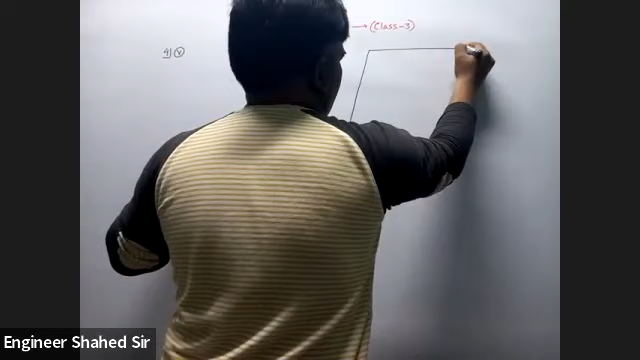 → (Class-3)
Engineer Shahed Sir